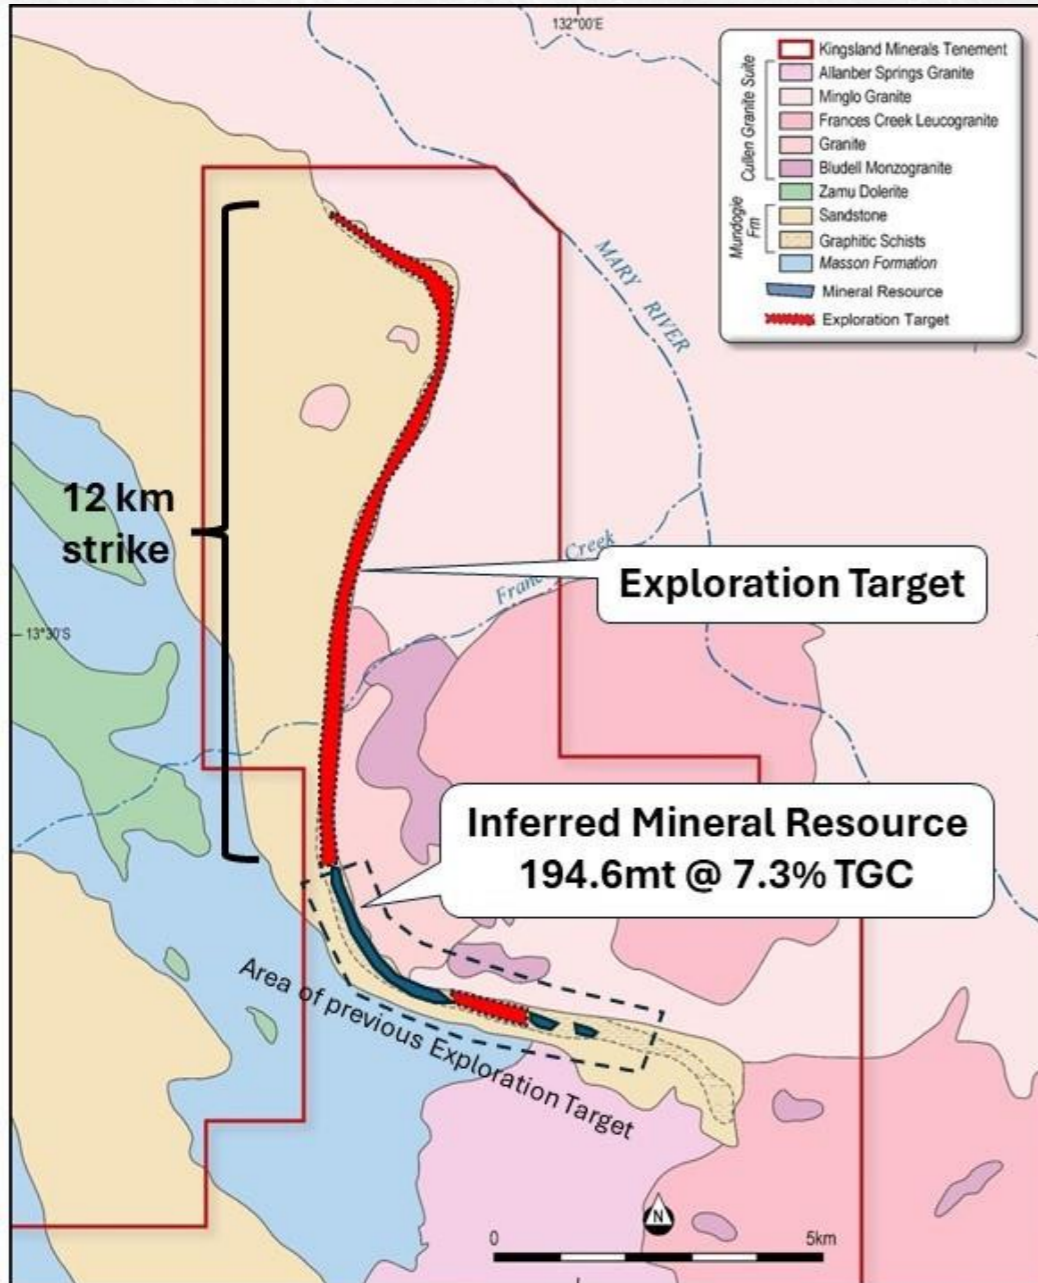 132°00'E
Kingsland Minerals Tenement
Cullen Granite Suite
Allanber Springs Granite
Minglo Granite
Frances Creek Leucogranite
Granite
Bludell Monzogranite
Zamu Dolerite
Mundogie
Fm
Sandstone
Graphitic Schists
Masson Formation
Mineral Resource
Exploration Target
MARY RIVER
12 km
strike
Creek
Exploration Target
13°30'S
Inferred Mineral Resource
194.6mt @ 7.3% TGC
Area of previous Exploration Target
N
0
5km